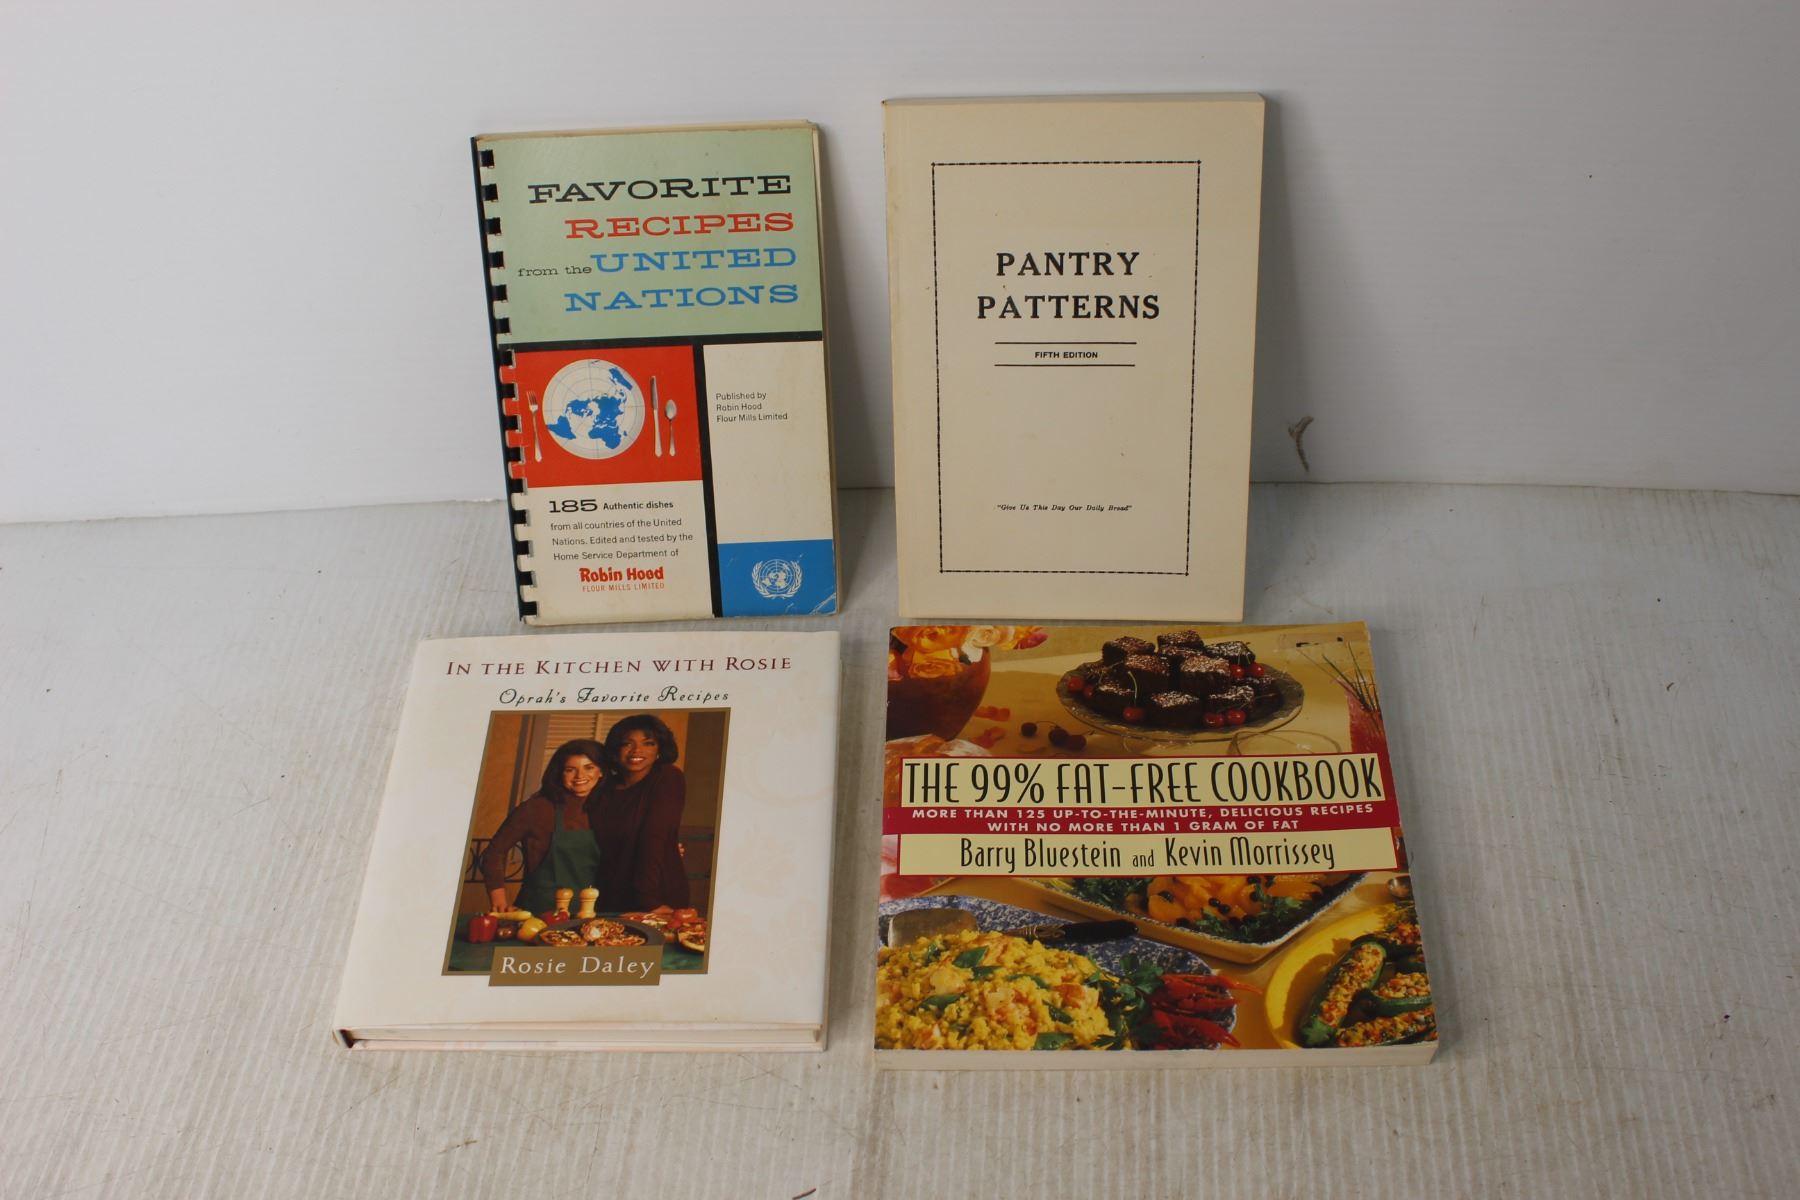 FAVORITE
RECIPES
from the UNITED
NATIONS
Published by
Robin Hood
Flour Mills Limited
185 Authentic dishes
from all countries of the United
Nations. Edited and tested by the
Home Service Department of
Robin Hood
FLOUR MILLS LIMITED
PANTRY
PATTERNS
FIFTH EDITION
"Give Us This Day Our Daily Bread"
IN THE KITCHEN WITH ROSIE
Oprah's Favorite Recipes
Rosie Daley
THE 99% FAT-FREE COOKBOOK
MORE THAN 125 UP-TO-THE-MINUTE, DELICIOUS RECIPES
WITH NO MORE THAN 1 GRAM OF FAT
Barry Bluestein and Kevin Morrissey